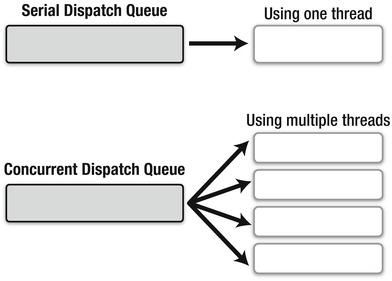 Serial Dispatch Queue
Using one thread
Using multiple threads
Concurrent Dispatch Queue